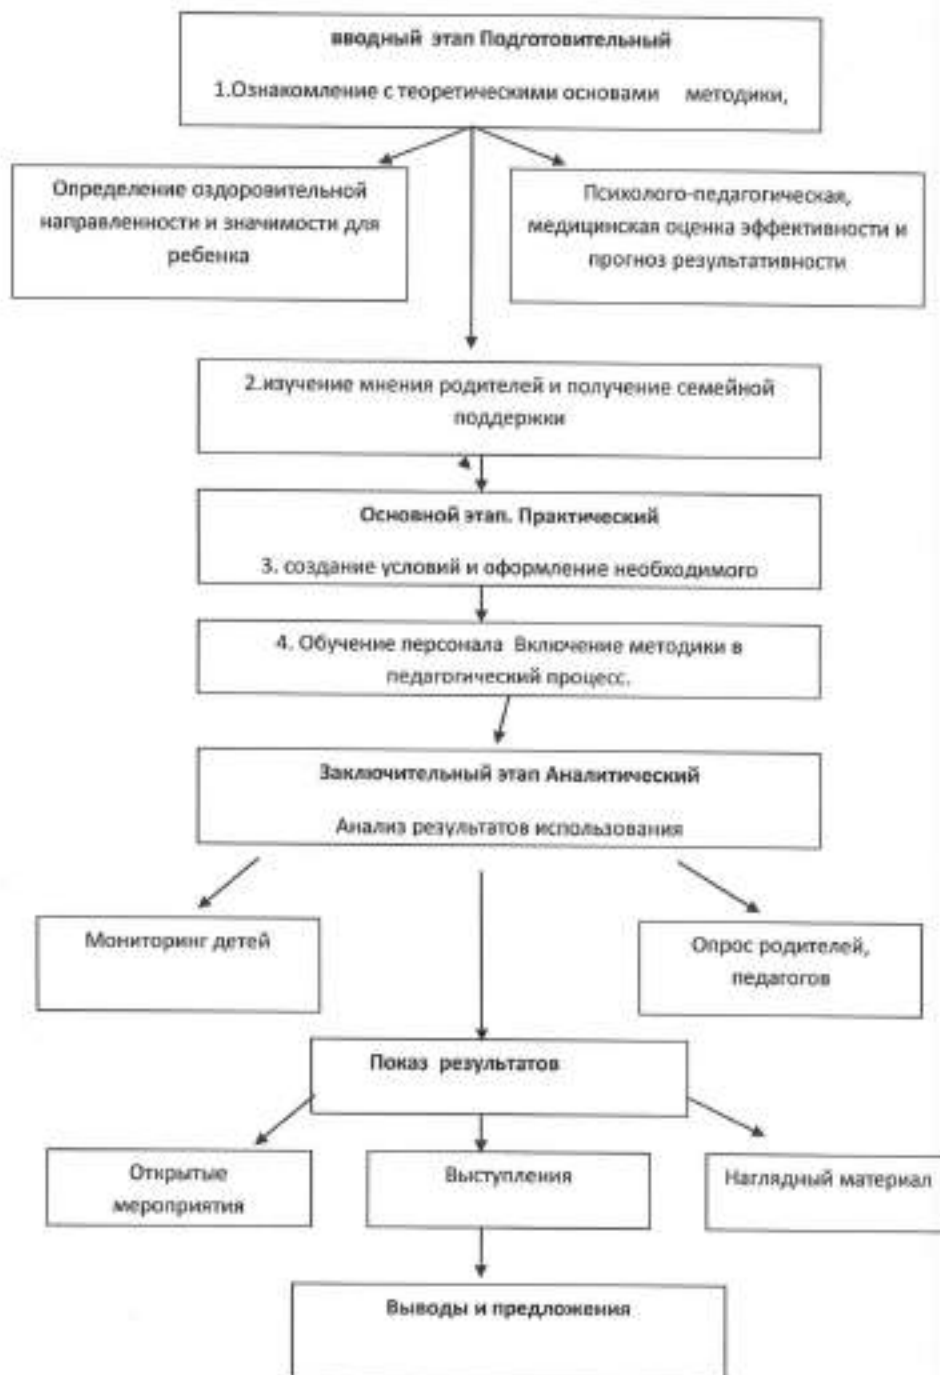 вводный этап Подготовительный
1.Ознакомление с теоретическими основами методики,
Определение оздоровительной
направленности и значимости для
ребенка
Психолого-педагогическая,
медицинская оценка эффективности и
прогноз результативности
2.изучение мнения родителей и получение семейной
поддержки
Основной этап. Практический
3. создание условий и оформление необходимого
4. Обучение персонала Включение методики в
педагогический процесс.
Заключительный этап Аналитический
Анализ результатов использования
Мониторинг детей
Опрос родителей,
педагогов
Показ результатов
Открытые
мероприятия
Выступления
Наглядный материал
Выводы и предложения